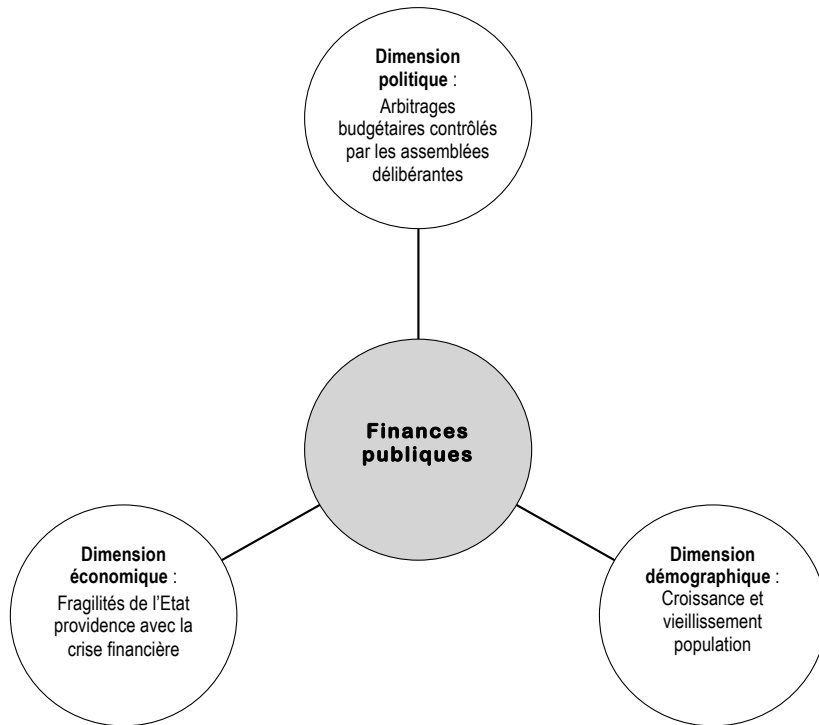 Dimension
politique :
Arbitrages
budgétaires contrôlés
par les assemblées
délibérantes
Finances
publiques
Dimension
économique :
Fragilités de l'Etat
providence avec la
crise financière
Dimension
démographique :
Croissance et
vieillissement
population